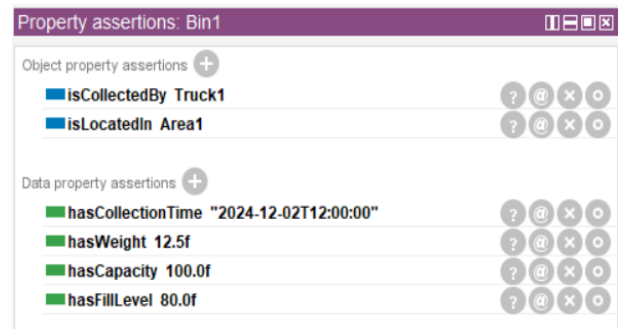 Property assertions: Bin1
Object property assertions
isCollectedBy Truck1
isLocatedIn Area1
Data property assertions
hasCollectionTime "2024-12-02T12:00:00"
hasWeight 12.5f
hasCapacity 100.0f
hasFillLevel 80.0f